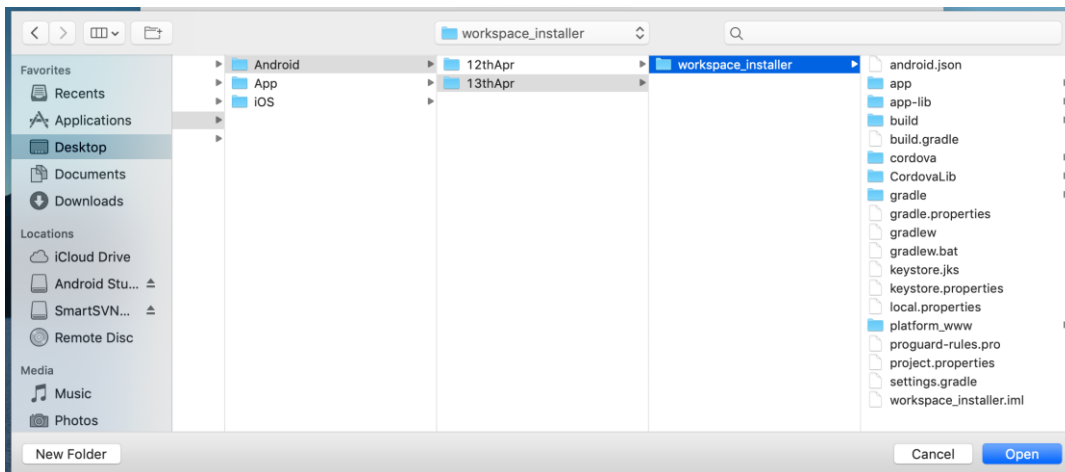 workspace_installer
Favorites
Recents
Applications
Desktop
Documents
Downloads
Locations
iCloud Drive
Android Stu...
SmartSVN...
Remote Disc
Media
Music
Photos
Android
App
iOS
12thApr
13thApr
workspace_installer
android.json
app
app-lib
build
build.gradle
cordova
CordovaLib
gradle
gradle.properties
gradlew
gradlew.bat
keystore.jks
keystore.properties
local.properties
platform_www
proguard-rules.pro
project.properties
settings.gradle
workspace_installer.iml
New Folder
Cancel
Open